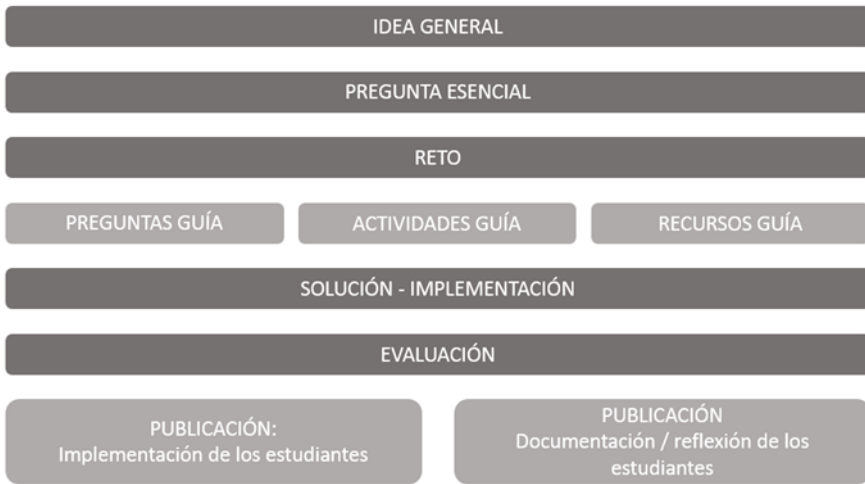 IDEA GENERAL
PREGUNTA ESENCIAL
RETO
PREGUNTAS GUÍA
ACTIVIDADES GUÍA
RECURSOS GUÍA
SOLUCIÓN - IMPLEMENTACIÓN
EVALUACIÓN
PUBLICACIÓN:
Implementación de los estudiantes
PUBLICACIÓN
Documentación / reflexión de los
estudiantes